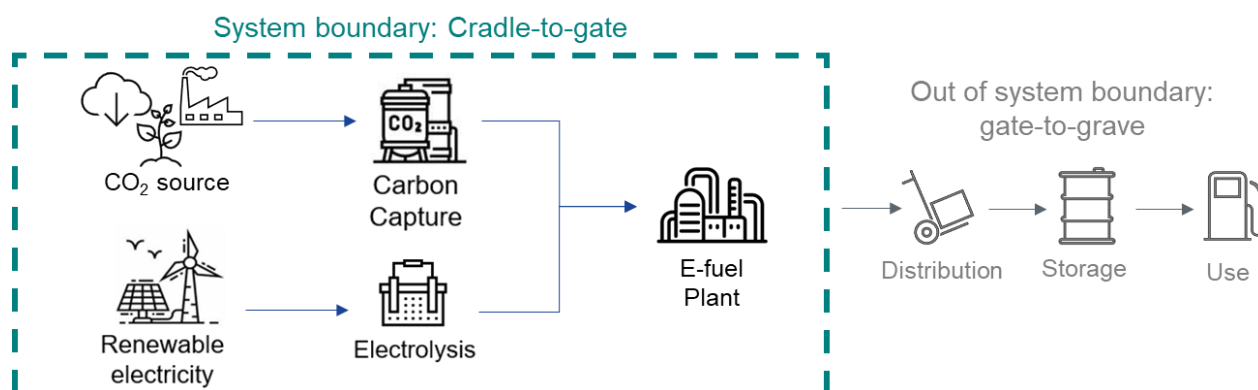 System boundary: Cradle-to-gate
CO₂ source
CO₂
Carbon
Capture
Renewable
electricity
Electrolysis
E-fuel
Plant
Out of system boundary:
gate-to-grave
Distribution
Storage
Use